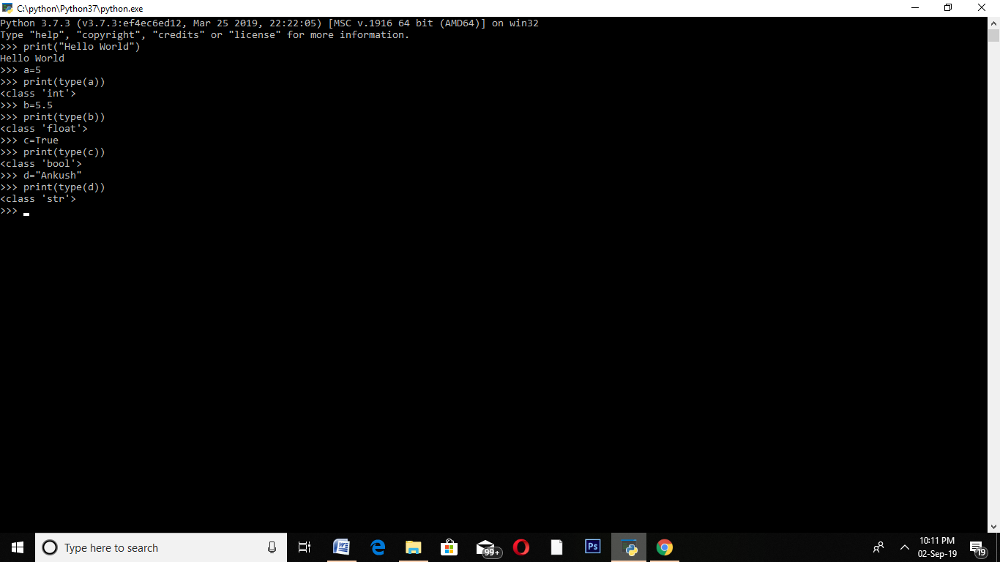 C:\python\Python37\python.exe
Python 3.7.3 (v3.7.3:ef4ec6ed12, Mar 25 2019, 22:22:05) [MSC v.1916 64 bit (AMD64)] on win32
Type "help", "copyright", "credits" or "license" for more information.
>>> print("Hello World")
Hello World
>>> a=5
>>> print(type(a))
<class 'int'>
>>> b=5.5
>>> print(type(b))
<class 'float'>
>>> c=True
>>> print(type(c))
<class 'bool'>
>>> d="Ankush"
>>> print(type(d))
<class 'str'>
>>>
Type here to search
99+
Ps
10:11 PM
02-Sep-19
19